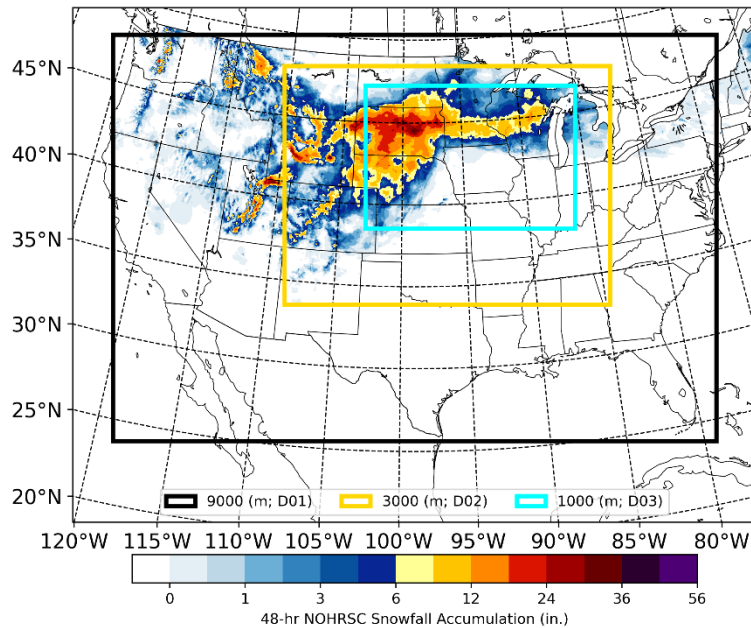 45°N
40°N
35°N
30°N
25°N
20°N
9000 (m; D01) 3000 (m; D02) 1000 (m; D03)
120°W 115°W 110°W 105°W 100°W 95°W 90°W 85°W 80°W
0 1 3 6 12 24 36 56
48-hr NOHRSC Snowfall Accumulation (in.)